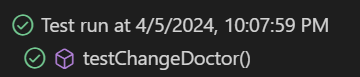 Test run at 4/5/2024, 10:07:59 PM
testChangeDoctor()